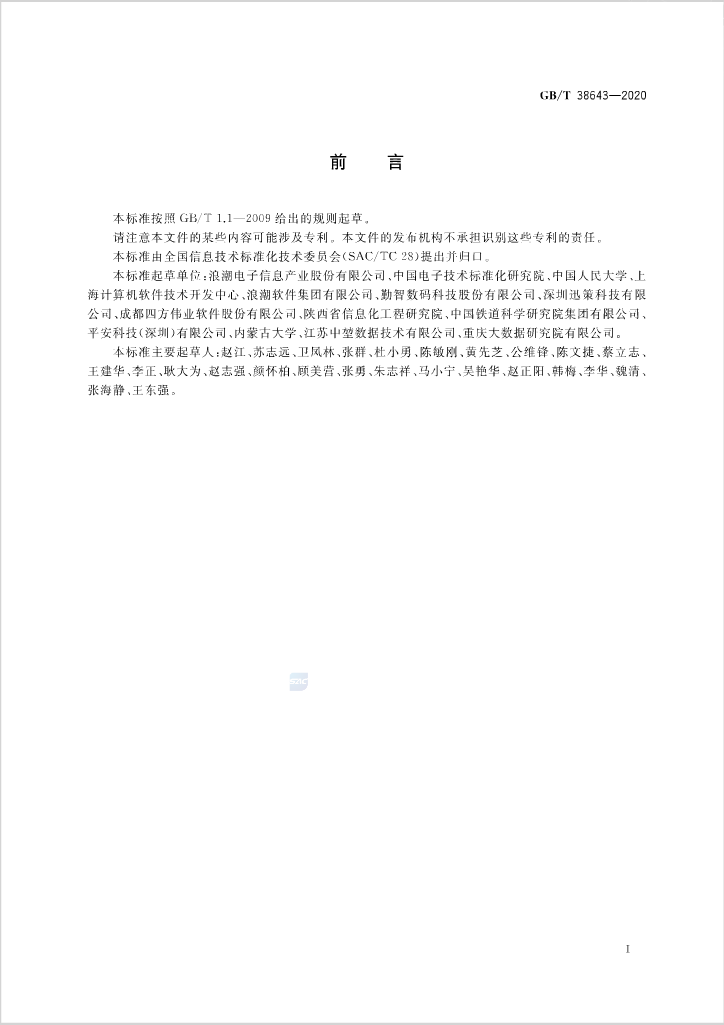 GB/T 38643—2020
前 言
本标准按照 GB/T 1.1—2009 给出的规则起草。
请注意本文件的某些内容可能涉及专利。本文件的发布机构不承担识别这些专利的责任。
本标准由全国信息技术标准化技术委员会(SAC/TC 28)提出并归口。
本标准起草单位:浪潮电子信息产业股份有限公司、中国电子技术标准化研究院、中国人民大学、上
海计算机软件技术开发中心、浪潮软件集团有限公司、勤智数码科技股份有限公司、深圳迅策科技有限
公司、成都四方伟业软件股份有限公司、陕西省信息化工程研究院、中国铁道科学研究院集团有限公司、
平安科技(深圳)有限公司、内蒙古大学、江苏中堃数据技术有限公司、重庆大数据研究院有限公司。
本标准主要起草人:赵江、苏志远、卫凤林、张群、杜小勇、陈敏刚、黄先芝、公维锋、陈文捷、蔡立志、
王建华、李正、耿大为、赵志强、颜怀柏、顾美营、张勇、朱志祥、马小宁、吴艳华、赵正阳、韩梅、李华、魏清、
张海静、王东强。
SAC
I